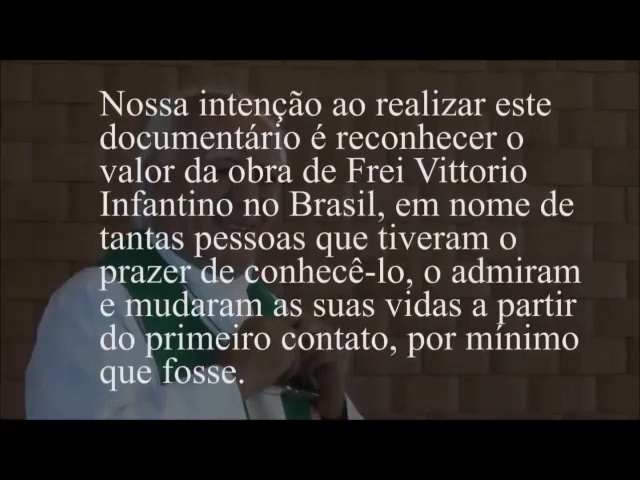 Nossa intenção ao realizar este
documentário é reconhecer o
valor da obra de Frei Vittorio
Infantino no Brasil, em nome de
tantas pessoas que tiveram o
prazer de conhecê-lo, o admiram
e mudaram as suas vidas a partir
do primeiro contato, por mínimo
que fosse.